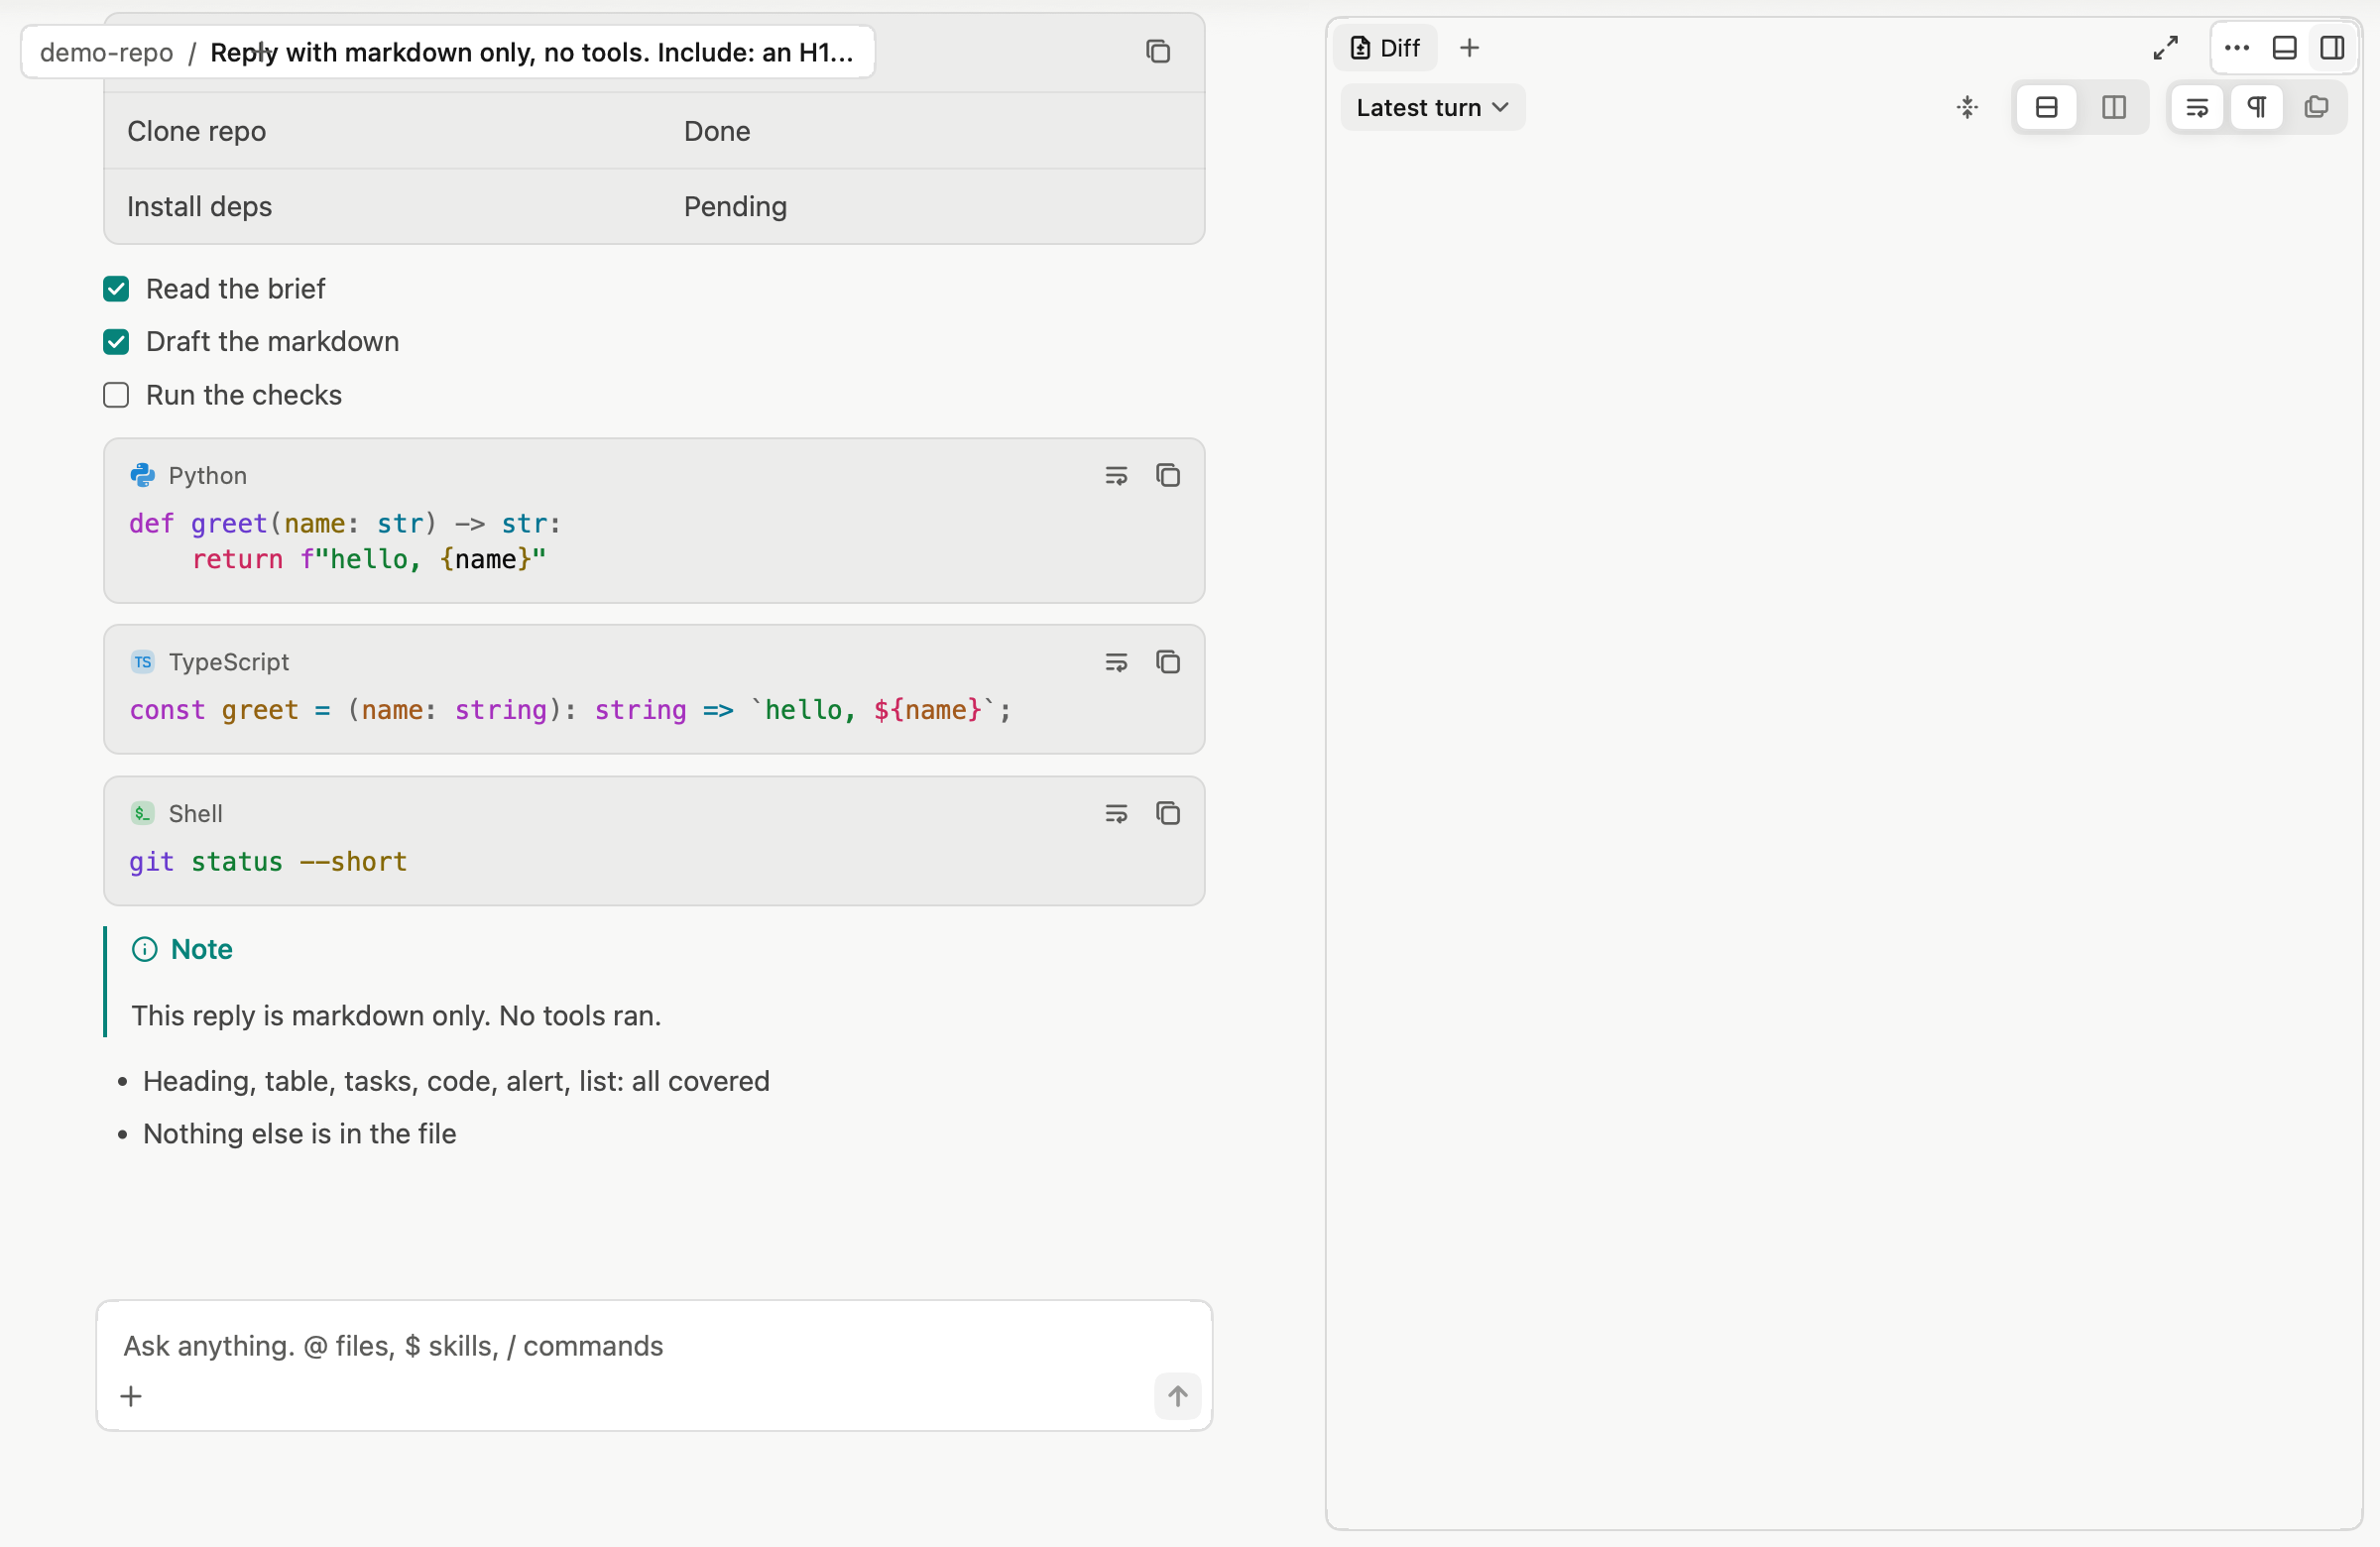 demo-repo / Reply with markdown only, no tools. Include: an H1...
Clone repo Done
Install deps Pending
Read the brief
Draft the markdown
Run the checks
Python
def greet(name: str) -> str:
    return f"hello, {name}"
TS TypeScript
const greet = (name: string): string => `hello, ${name}`;
$_ Shell
git status --short
Note
This reply is markdown only. No tools ran.
• Heading, table, tasks, code, alert, list: all covered
• Nothing else is in the file
Ask anything. @ files, $ skills, / commands
Diff
Latest turn